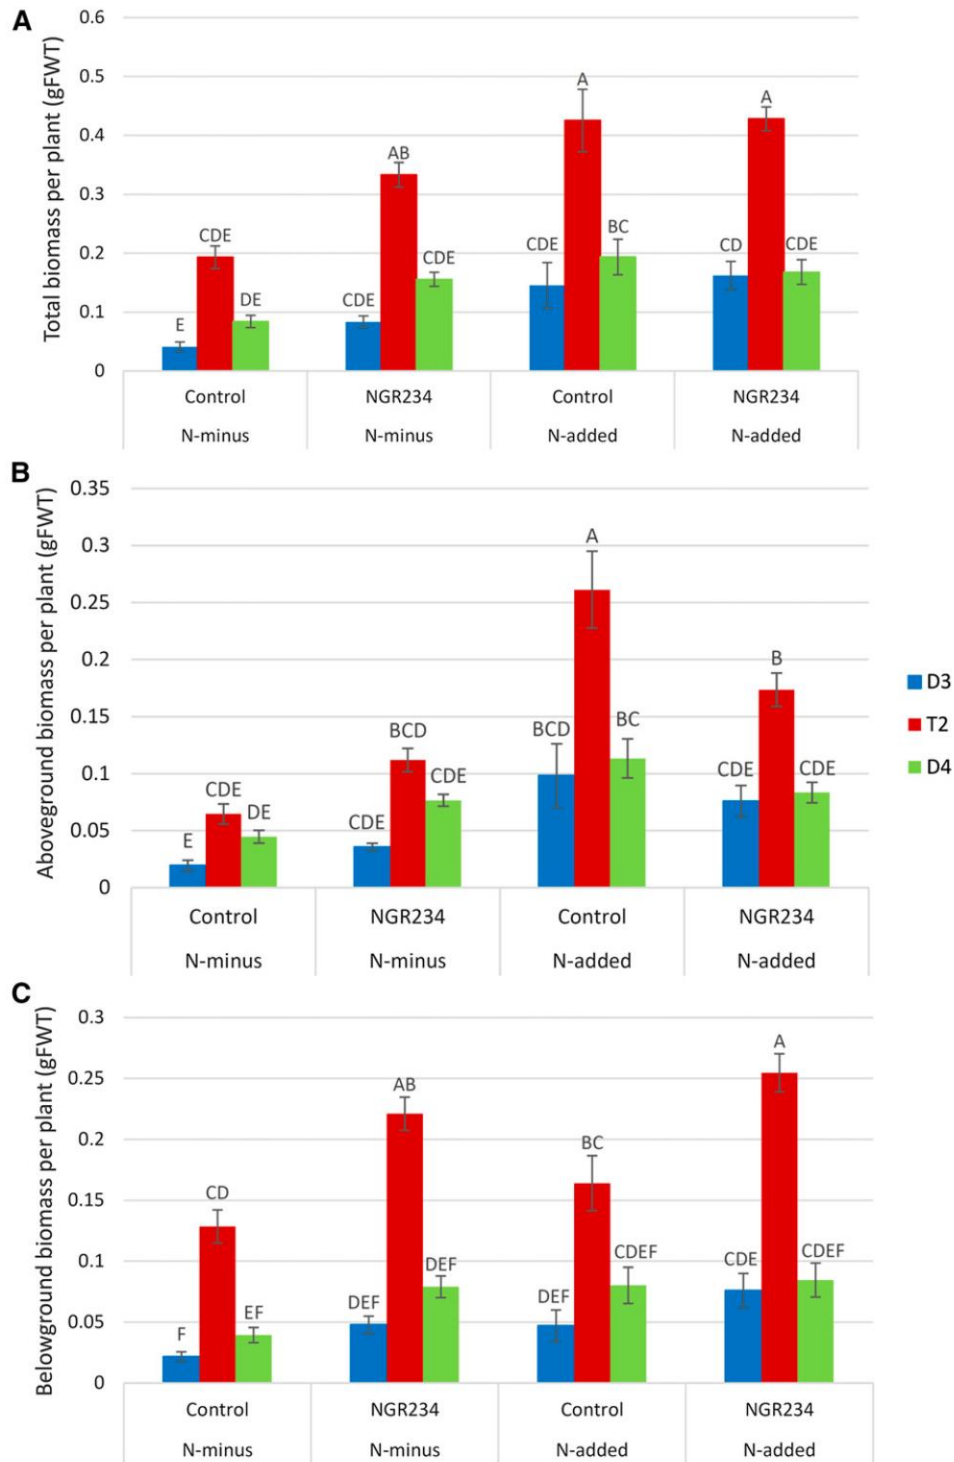 A
Total biomass per plant (gFWT)
0.6
0.5
0.4
0.3
0.2
0.1
0
E CDE DE
CDE AB CDE
CDE A BC
CD A CDE
Control NGR234 Control NGR234
N-minus N-minus N-added N-added
B
Aboveground biomass per plant (gFWT)
0.35
0.3
0.25
0.2
0.15
0.1
0.05
0
E CDE DE
CDE BCD CDE
BCD A BC
CDE B CDE
Control NGR234 Control NGR234
N-minus N-minus N-added N-added
D3
T2
D4
C
Belowground biomass per plant (gFWT)
0.3
0.25
0.2
0.15
0.1
0.05
0
F CD EF
DEF AB DEF
DEF BC CDEF
CDE A CDEF
Control NGR234 Control NGR234
N-minus N-minus N-added N-added